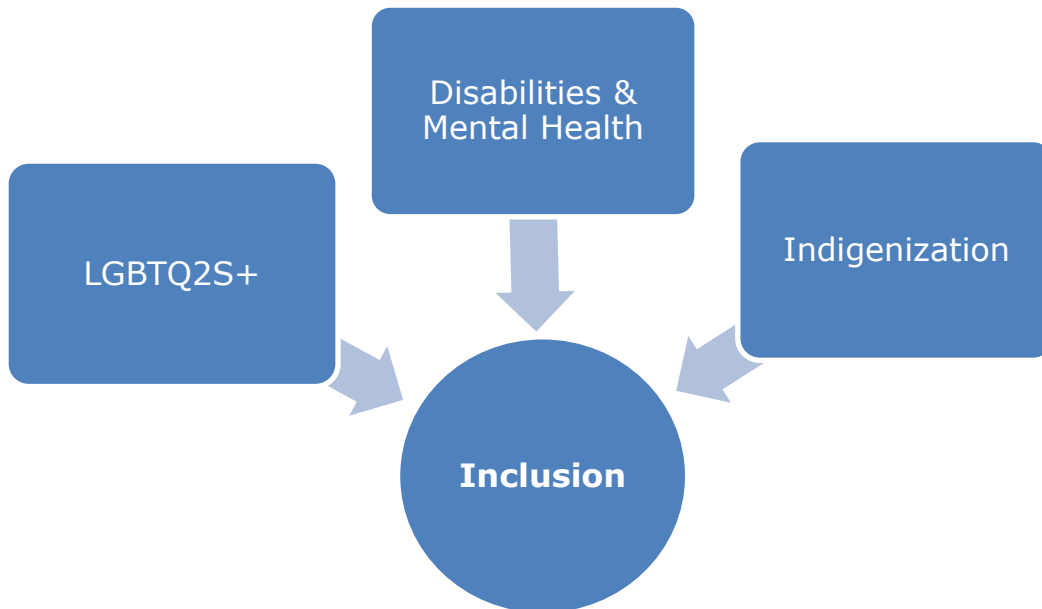 LGBTQ2S+
Disabilities &
Mental Health
Indigenization
Inclusion